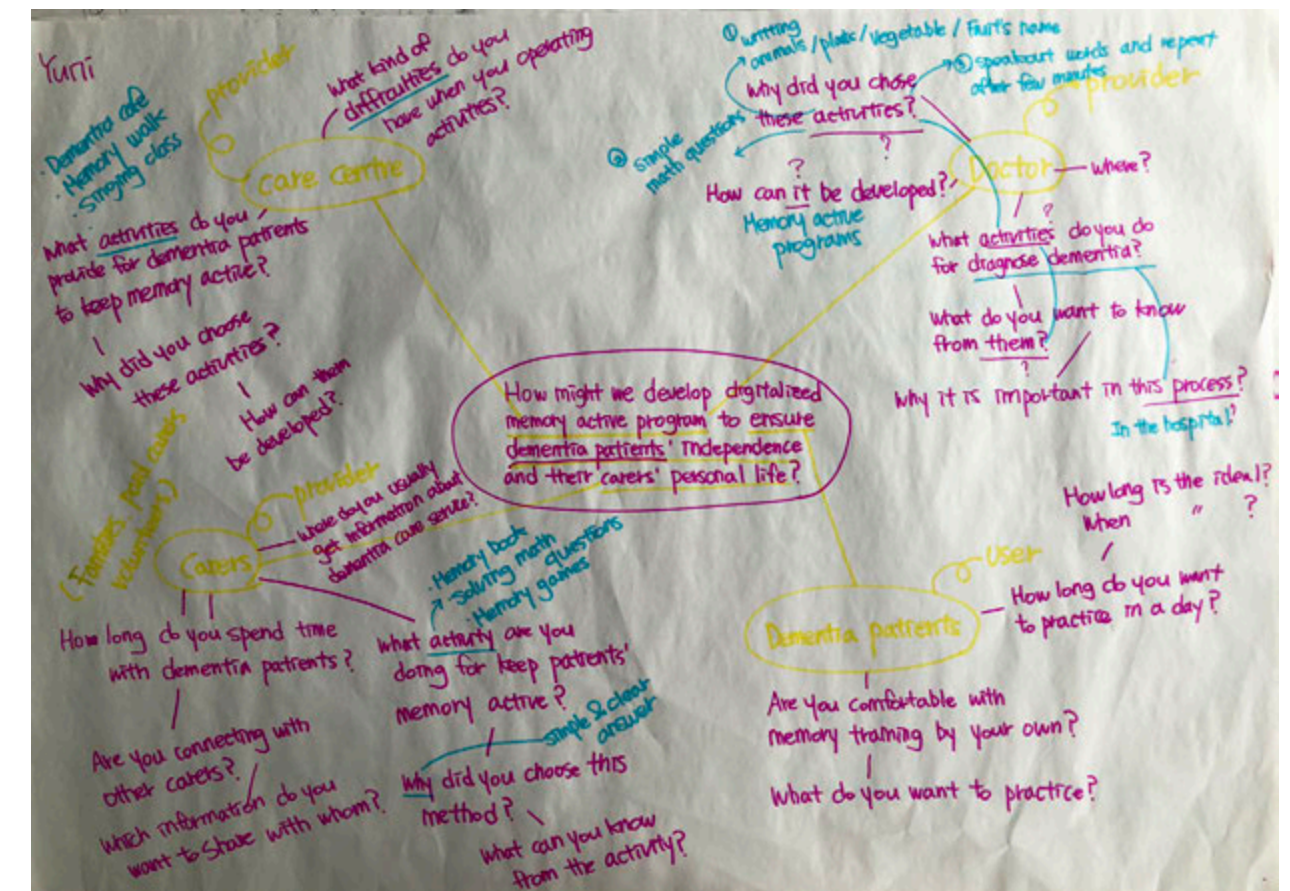 Yurii
provider
What kind of
difficulties do you
have when you operating
activities?
· Dementia cafe
· Memory walk
· Singing class
care centre
What activities do you
provide for dementia patients
to keep memory active?
Why did you choose
these activities?
How can them
be developed?
① writting
animals/plats/vegetable/Fruit's name
③ speakout words and repeat
after few minutes
Why did you chose
these activities?
?
② simple
math questions
provider
Doctor
where?
?
How can it be developed?
Memory active
programs
?
What activities do you do
for diagnose dementia?
What do you want to know
from them?
?
Why it is important in this process?
In the hospital?
How might we develop digitalized
memory active program to ensure
dementia patients' independence
and their carers' personal life?
(Families, paid carers
volunteers)
provider
Carers
Where do you usually
get information about
demantia care service?
· Memory book
· Solving math questions
· Memory games
How long do you spend time
with dementia patients?
Are you connecting with
other carers?
Which information do you
want to share with whom?
What activity are you
doing for keep patients'
memory active?
simple & clear
answer
Why did you choose this
method?
What can you know
from the activity?
user
Dementia patients
How long is the ideal?
When " ?
How long do you want
to practice in a day?
Are you comfortable with
memory training by your own?
What do you want to practice?